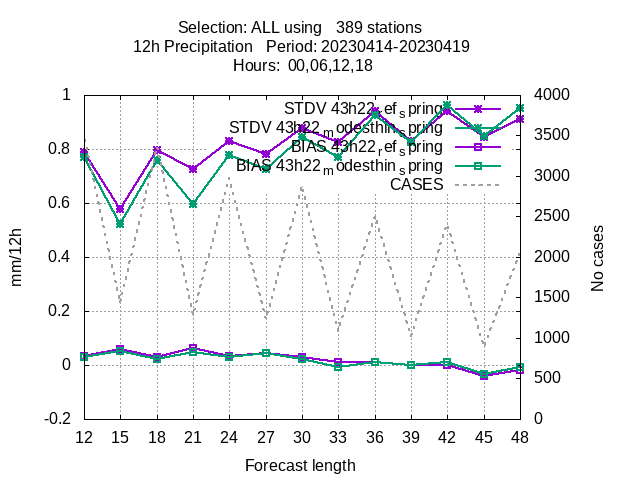 Selection: ALL using   389 stations
12h Precipitation   Period: 20230414-20230419
Hours:  00,06,12,18
STDV 43h22_ref_spring
STDV 43h22_modesthin_spring
BIAS 43h22_ref_spring
BIAS 43h22_modesthin_spring
CASES
1
0.8
0.6
0.4
0.2
0
-0.2
mm/12h
4000
3500
3000
2500
2000
1500
1000
500
0
No cases
12 15 18 21 24 27 30 33 36 39 42 45 48
Forecast length